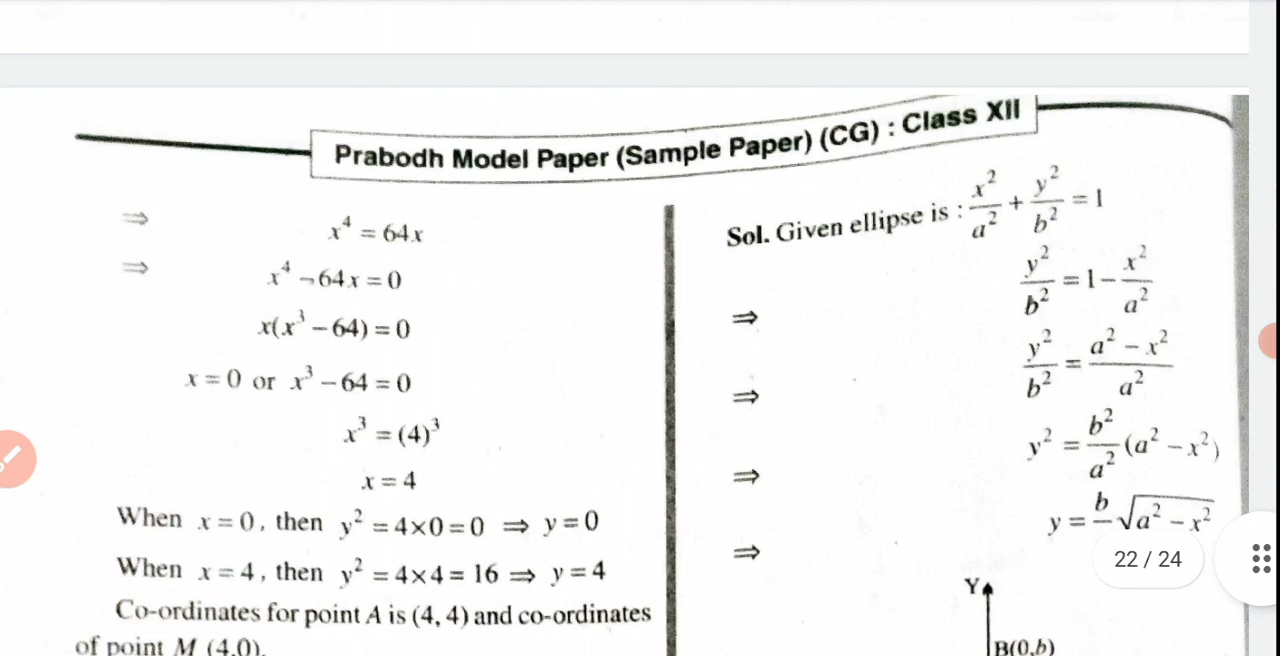 Prabodh Model Paper (Sample Paper) (CG) : Class XII
⇒ x⁴ = 64x
⇒ x⁴ – 64x = 0
x(x³ – 64) = 0
x = 0 or x³ – 64 = 0
x³ = (4)³
x = 4
When x = 0, then y² = 4×0 = 0 ⇒ y = 0
When x = 4, then y² = 4×4 = 16 ⇒ y = 4
Co-ordinates for point A is (4, 4) and co-ordinates
of point M (4,0).
Sol. Given ellipse is : x²/a² + y²/b² = 1
⇒ y²/b² = 1 – x²/a²
⇒ y²/b² = (a² – x²)/a²
⇒ y² = b²/a² (a² – x²)
⇒ y = b/a √(a² – x²)
22 / 24
Y
B(0,b)